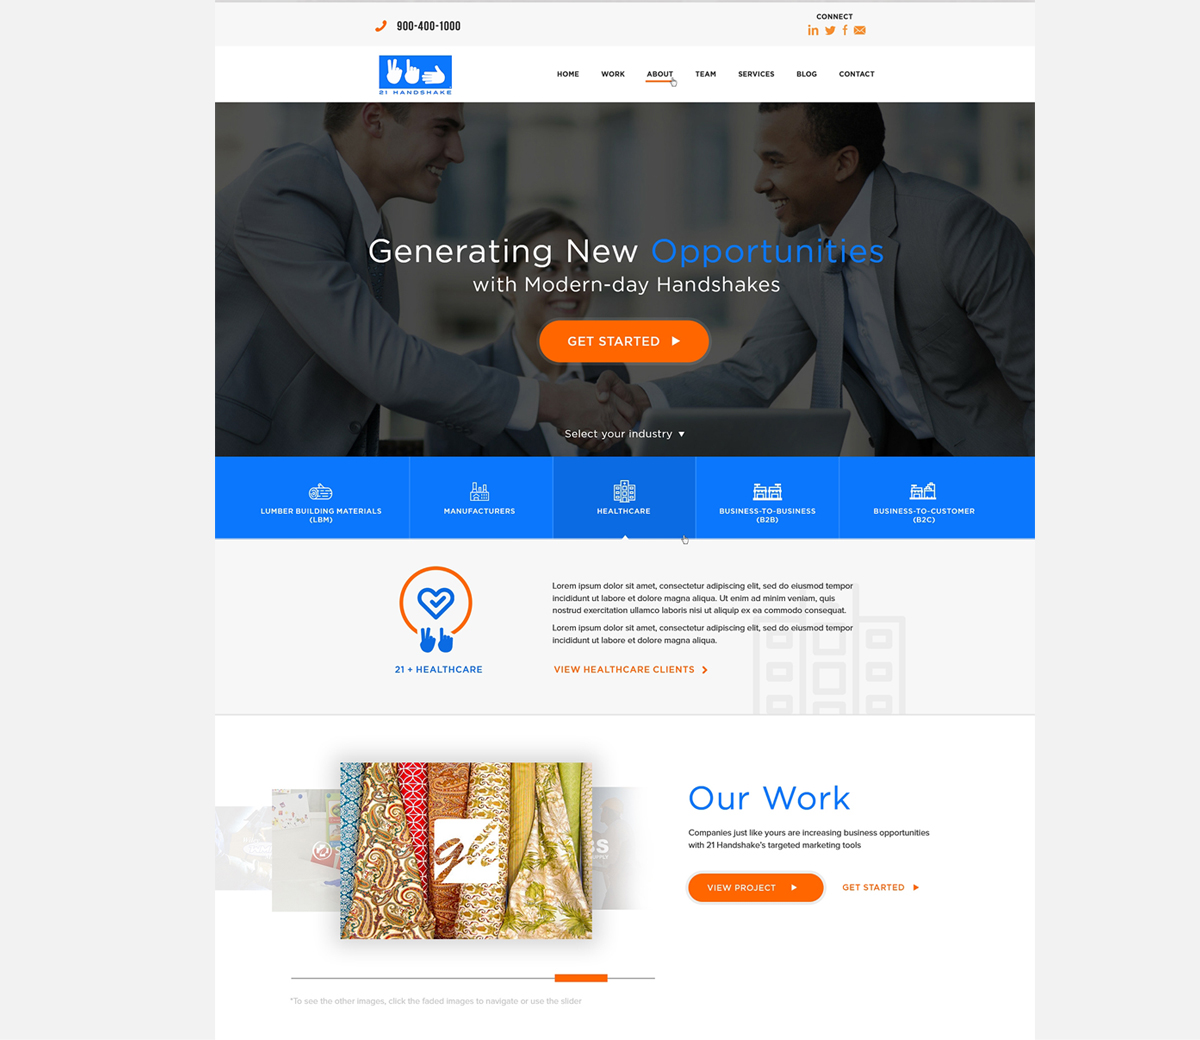 900-400-1000
CONNECT
21 HANDSHAKE
HOME WORK ABOUT TEAM SERVICES BLOG CONTACT
Generating New Opportunities
with Modern-day Handshakes
GET STARTED
Select your industry
LUMBER BUILDING MATERIALS
(LBM)
MANUFACTURERS
HEALTHCARE
BUSINESS-TO-BUSINESS
(B2B)
BUSINESS-TO-CUSTOMER
(B2C)
21 + HEALTHCARE
Lorem ipsum dolor sit amet, consectetur adipiscing elit, sed do eiusmod tempor
incididunt ut labore et dolore magna aliqua. Ut enim ad minim veniam, quis
nostrud exercitation ullamco laboris nisi ut aliquip ex ea commodo consequat.
Lorem ipsum dolor sit amet, consectetur adipiscing elit, sed do eiusmod tempor
incididunt ut labore et dolore magna aliqua.
VIEW HEALTHCARE CLIENTS
gh
Our Work
Companies just like yours are increasing business opportunities
with 21 Handshake's targeted marketing tools
VIEW PROJECT
GET STARTED
*To see the other images, click the faded images to navigate or use the slider